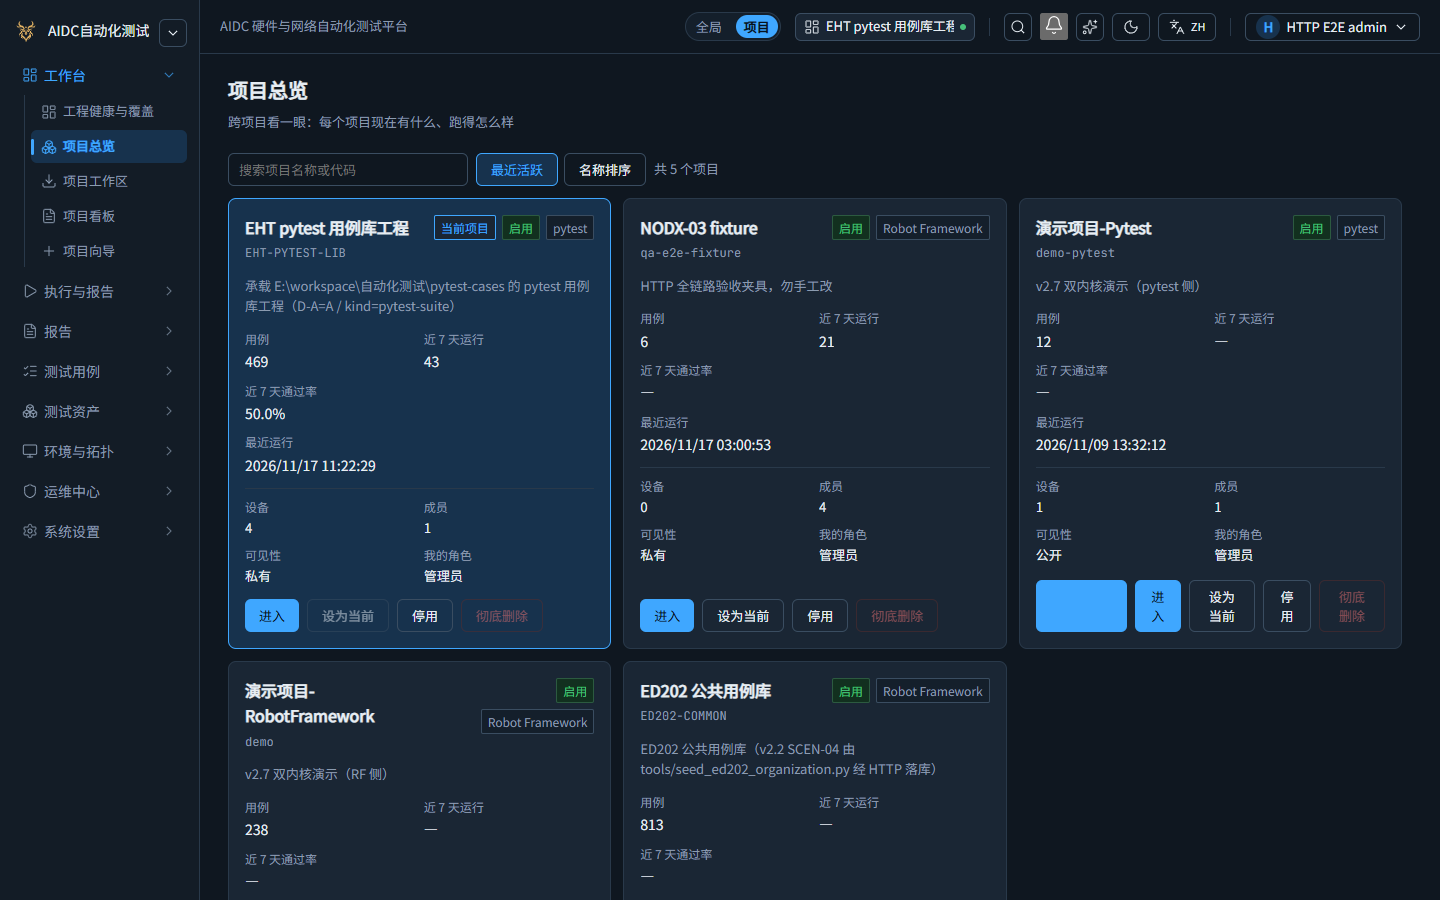 AIDC自动化测试
AIDC 硬件与网络自动化测试平台
全局
项目
EHT pytest 用例库工程
ZH
H
HTTP E2E admin
工作台
工程健康与覆盖
项目总览
项目工作区
项目看板
项目向导
执行与报告
报告
测试用例
测试资产
环境与拓扑
运维中心
系统设置
项目总览
跨项目看一眼：每个项目现在有什么、跑得怎么样
搜索项目名称或代码
最近活跃
名称排序
共 5 个项目
EHT pytest 用例库工程
当前项目
启用
pytest
EHT-PYTEST-LIB
承载 E:\workspace\自动化测试\pytest-cases 的 pytest 用例
库工程（D-A=A / kind=pytest-suite）
用例
近 7 天运行
469
43
近 7 天通过率
50.0%
最近运行
2026/11/17 11:22:29
设备
成员
4
1
可见性
我的角色
私有
管理员
进入
设为当前
停用
彻底删除
NODX-03 fixture
启用
Robot Framework
qa-e2e-fixture
HTTP 全链路验收夹具，勿手工改
用例
近 7 天运行
6
21
近 7 天通过率
—
最近运行
2026/11/17 03:00:53
设备
成员
0
4
可见性
我的角色
私有
管理员
进入
设为当前
停用
彻底删除
演示项目-Pytest
启用
pytest
demo-pytest
v2.7 双内核演示（pytest 侧）
用例
近 7 天运行
12
—
近 7 天通过率
—
最近运行
2026/11/09 13:32:12
设备
成员
1
1
可见性
我的角色
公开
管理员
进
入
设为
当前
停
用
彻底
删除
演示项目-
RobotFramework
启用
Robot Framework
demo
v2.7 双内核演示（RF 侧）
用例
近 7 天运行
238
—
近 7 天通过率
—
ED202 公共用例库
启用
Robot Framework
ED202-COMMON
ED202 公共用例库（v2.2 SCEN-04 由
tools/seed_ed202_organization.py 经 HTTP 落库）
用例
近 7 天运行
813
—
近 7 天通过率
—